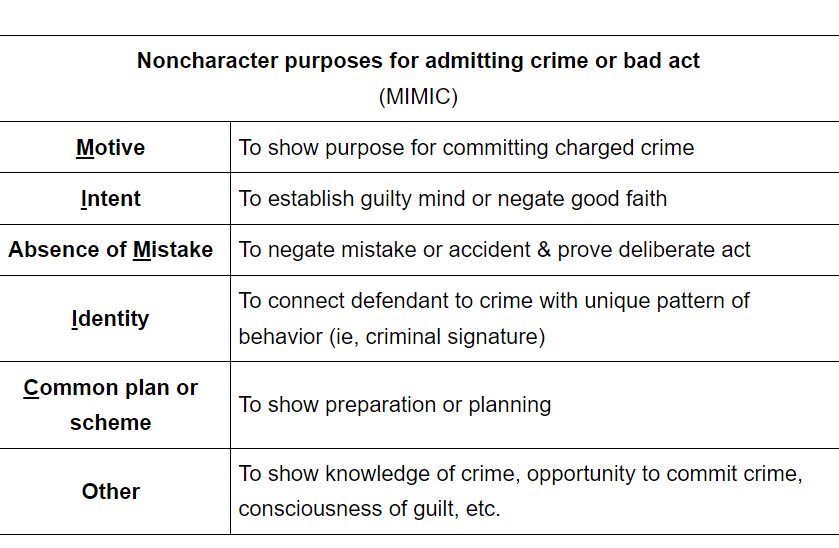 Noncharacter purposes for admitting crime or bad act
(MIMIC)
Motive
To show purpose for committing charged crime
Intent
To establish guilty mind or negate good faith
Absence of Mistake
To negate mistake or accident & prove deliberate act
Identity
To connect defendant to crime with unique pattern of
behavior (ie, criminal signature)
Common plan or
scheme
To show preparation or planning
Other
To show knowledge of crime, opportunity to commit crime,
consciousness of guilt, etc.